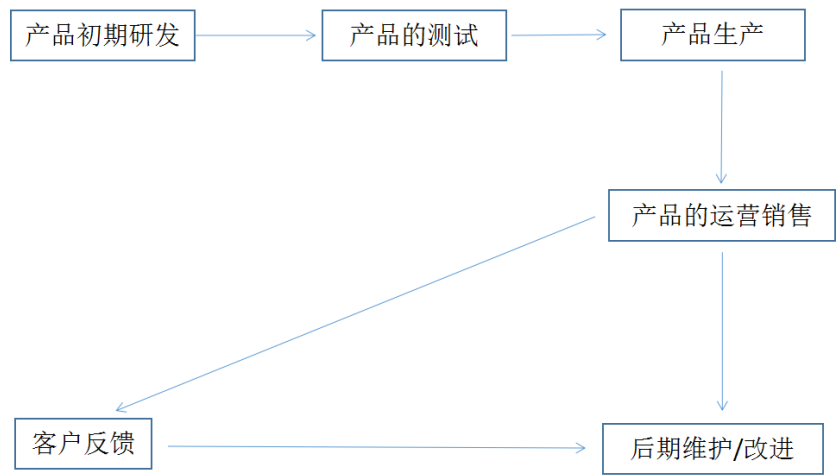 产品初期研发
产品的测试
产品生产
产品的运营销售
客户反馈
后期维护/改进